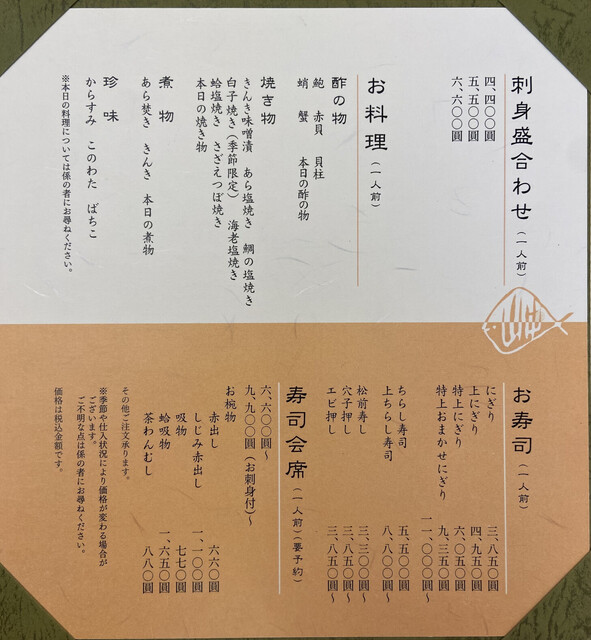 刺身盛合わせ（一人前）
四、四〇〇圓
五、五〇〇圓
六、六〇〇圓
お料理（一人前）
酢の物
鮑　赤貝　貝柱
蛸　蟹　本日の酢の物
焼き物
きんき味噌漬　あら塩焼き　鯛の塩焼き
白子焼き（季節限定）　海老塩焼き
蛤塩焼き　さざえつぼ焼き
本日の焼き物
煮物
あら焚き　きんき　本日の煮物
珍味
からすみ　このわた　ばちこ
※本日の料理については係の者にお尋ねください。
お寿司（一人前）
にぎり　三、八五〇圓
上にぎり　四、九五〇圓
特上にぎり　六、〇五〇圓
特上おまかせにぎり　九、三五〇圓
一一、〇〇〇圓〜
ちらし寿司　五、五〇〇圓
上ちらし寿司　八、八〇〇圓
松前寿し　三、三〇〇圓〜
穴子押し　三、八五〇圓
エビ押し　三、八五〇圓〜
寿司会席（一人前）（要予約）
六、六〇〇圓〜
九、九〇〇圓（お刺身付）〜
お椀物
赤出し　六六〇圓
しじみ赤出し　一、一〇〇圓
吸物　七七〇圓
蛤吸物　一、六五〇圓
茶わんむし　八八〇圓
その他ご注文承ります。
※季節や仕入状況により価格が変わる場合が
ございます。
ご不明な点は係の者にお尋ねください。
価格は税込金額です。